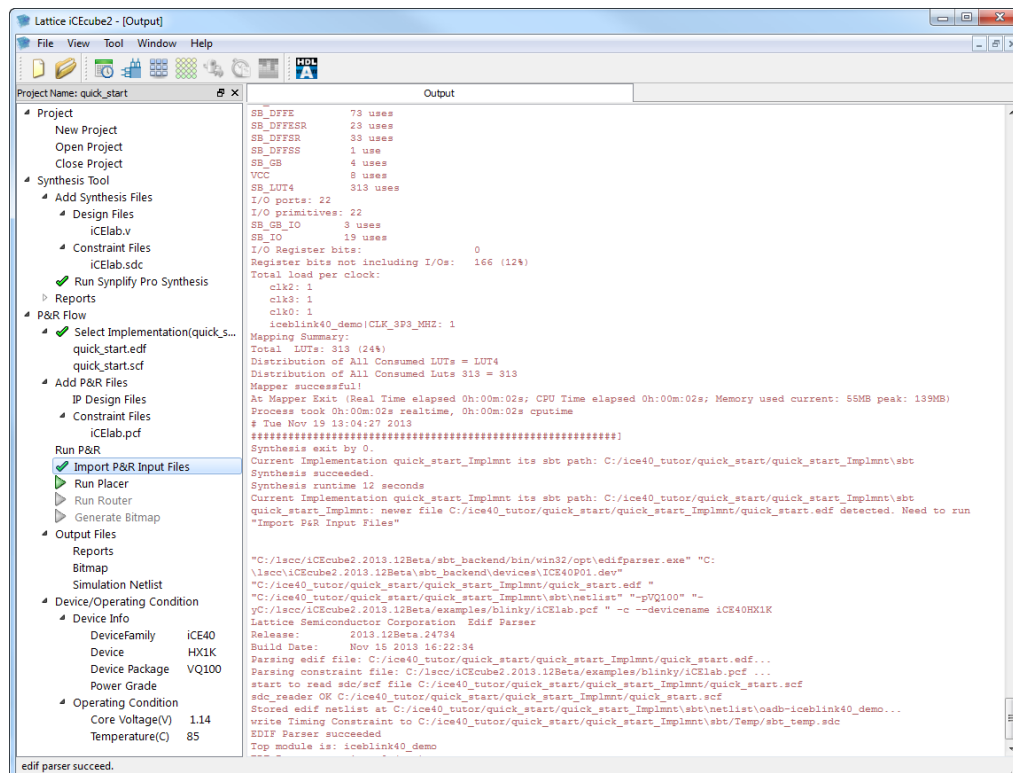 Lattice iCEcube2 - [Output]
File View Tool Window Help
HDL
A
Project Name: quick_start
Output
Project
New Project
Open Project
Close Project
Synthesis Tool
Add Synthesis Files
Design Files
iCElab.v
Constraint Files
iCElab.sdc
Run Synplify Pro Synthesis
Reports
P&R Flow
Select Implementation(quick_s...
quick_start.edf
quick_start.scf
Add P&R Files
IP Design Files
Constraint Files
iCElab.pcf
Run P&R
Import P&R Input Files
Run Placer
Run Router
Generate Bitmap
Output Files
Reports
Bitmap
Simulation Netlist
Device/Operating Condition
Device Info
DeviceFamily iCE40
Device HX1K
Device Package VQ100
Power Grade
Operating Condition
Core Voltage(V) 1.14
Temperature(C) 85
SB_DFFE 73 uses
SB_DFFESR 23 uses
SB_DFFSR 33 uses
SB_DFFSS 1 use
SB_GB 4 uses
VCC 8 uses
SB_LUT4 313 uses
I/O ports: 22
I/O primitives: 22
SB_GB_IO 3 uses
SB_IO 19 uses
I/O Register bits: 0
Register bits not including I/Os: 166 (12%)
Total load per clock:
clk2: 1
clk3: 1
clk0: 1
iceblink40_demo|CLK_3P3_MHZ: 1
Mapping Summary:
Total LUTs: 313 (24%)
Distribution of All Consumed LUTs = LUT4
Distribution of All Consumed Luts 313 = 313
Mapper successful!
At Mapper Exit (Real Time elapsed 0h:00m:02s; CPU Time elapsed 0h:00m:02s; Memory used current: 55MB peak: 139MB)
Process took 0h:00m:02s realtime, 0h:00m:02s cputime
# Tue Nov 19 13:04:27 2013
###########################################################]
Synthesis exit by 0.
Current Implementation quick_start_Implmnt its sbt path: C:/ice40_tutor/quick_start/quick_start_Implmnt\sbt
Synthesis succeeded.
Synthesis runtime 12 seconds
Current Implementation quick_start_Implmnt its sbt path: C:/ice40_tutor/quick_start/quick_start_Implmnt\sbt
quick_start_Implmnt: newer file C:/ice40_tutor/quick_start/quick_start_Implmnt/quick_start.edf detected. Need to run
"Import P&R Input Files"
"C:/lscc/iCEcube2.2013.12Beta/sbt_backend/bin/win32/opt\edifparser.exe" "C:
\lscc\iCEcube2.2013.12Beta\sbt_backend\devices\ICE40P01.dev"
"C:/ice40_tutor/quick_start/quick_start_Implmnt/quick_start.edf "
"C:/ice40_tutor/quick_start/quick_start_Implmnt\sbt\netlist" "-pVQ100" "-
yC:/lscc/iCEcube2.2013.12Beta/examples/blinky/iCElab.pcf " -c --devicename iCE40HX1K
Lattice Semiconductor Corporation Edif Parser
Release: 2013.12Beta.24734
Build Date: Nov 15 2013 16:22:34
Parsing edif file: C:/ice40_tutor/quick_start/quick_start_Implmnt/quick_start.edf...
Parsing constraint file: C:/lscc/iCEcube2.2013.12Beta/examples/blinky/iCElab.pcf ...
start to read sdc/scf file C:/ice40_tutor/quick_start/quick_start_Implmnt/quick_start.scf
sdc_reader OK C:/ice40_tutor/quick_start/quick_start_Implmnt/quick_start.scf
Stored edif netlist at C:/ice40_tutor/quick_start/quick_start_Implmnt\sbt\netlist\oadb-iceblink40_demo...
write Timing Constraint to C:/ice40_tutor/quick_start/quick_start_Implmnt\sbt/Temp/sbt_temp.sdc
EDIF Parser succeeded
Top module is: iceblink40_demo
edif parser succeed.